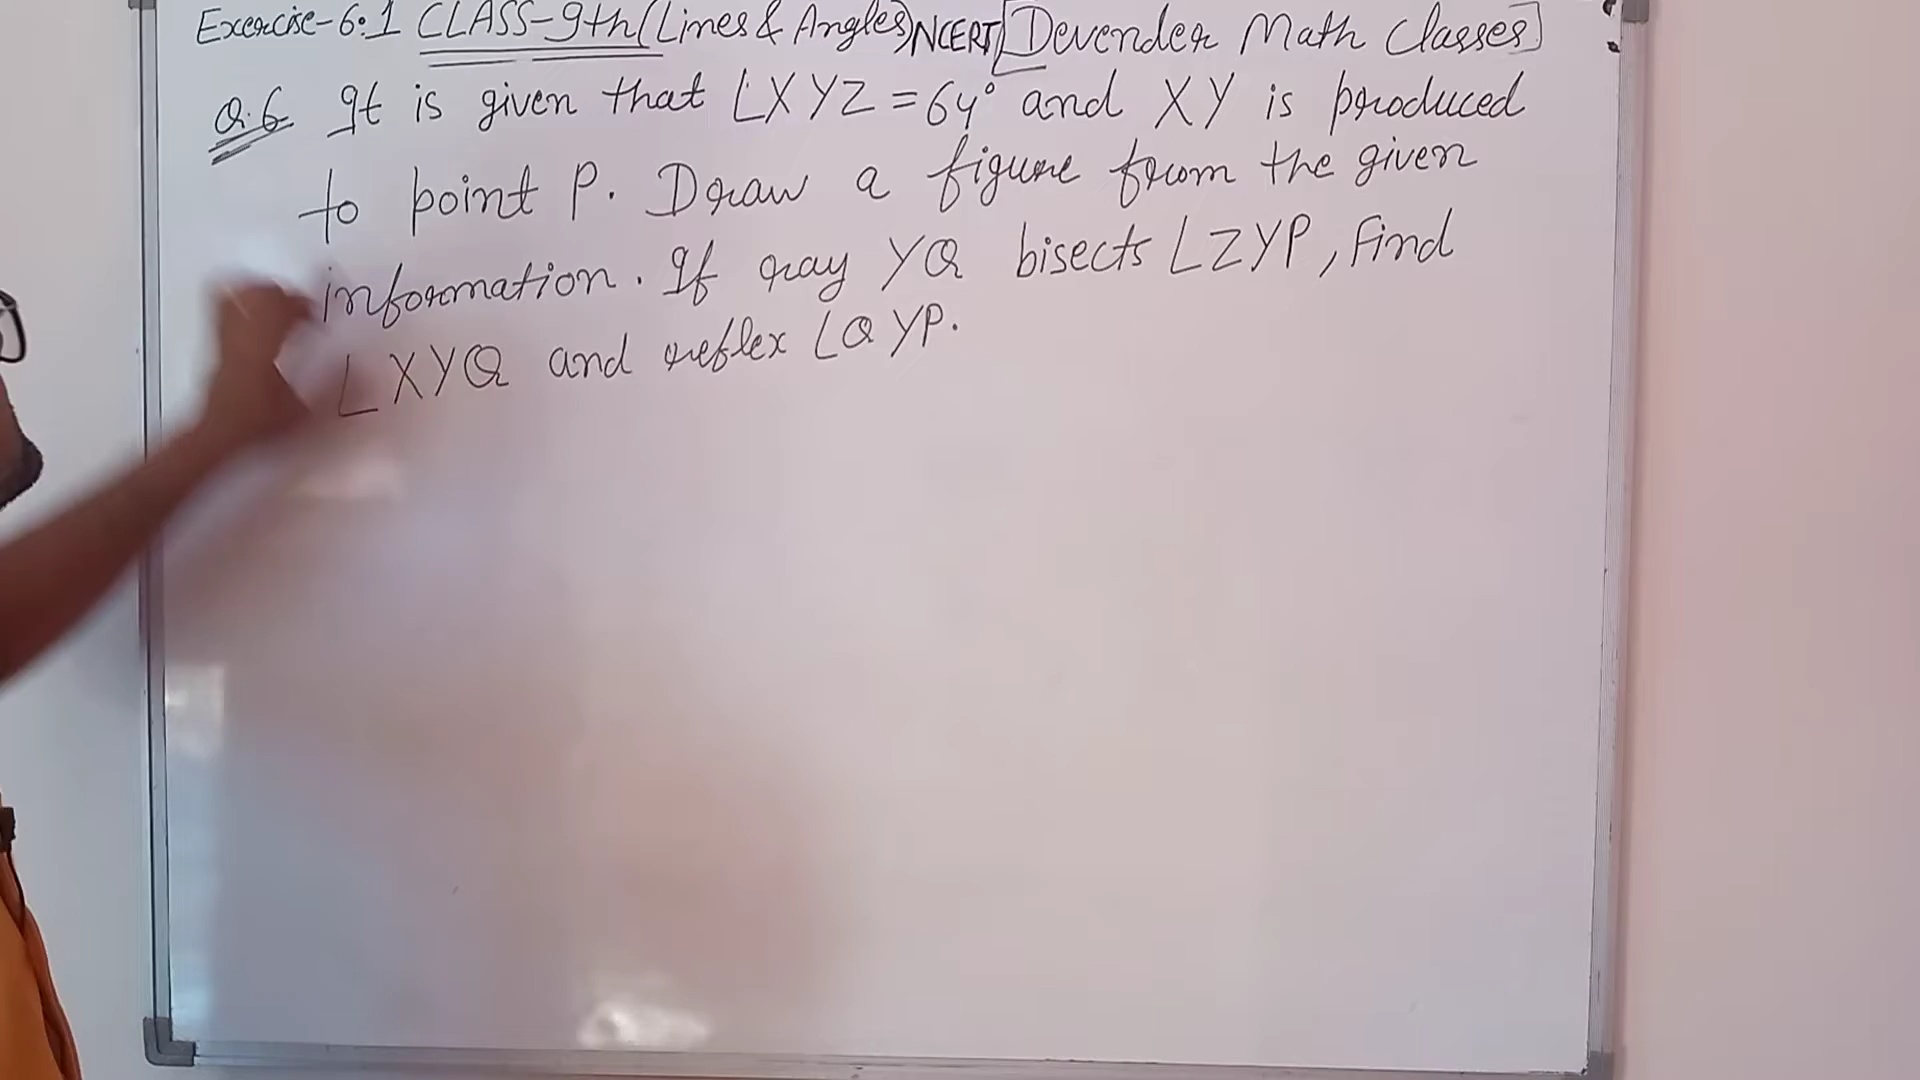 Exercise-6.1 CLASS-9th (Lines & Angles) NCERT [Devender Math Classes]
Q.6 It is given that ∠XYZ = 64° and XY is produced
to point P. Draw a figure from the given
information. If ray YQ bisects ∠ZYP, Find
∠XYQ and reflex ∠QYP.